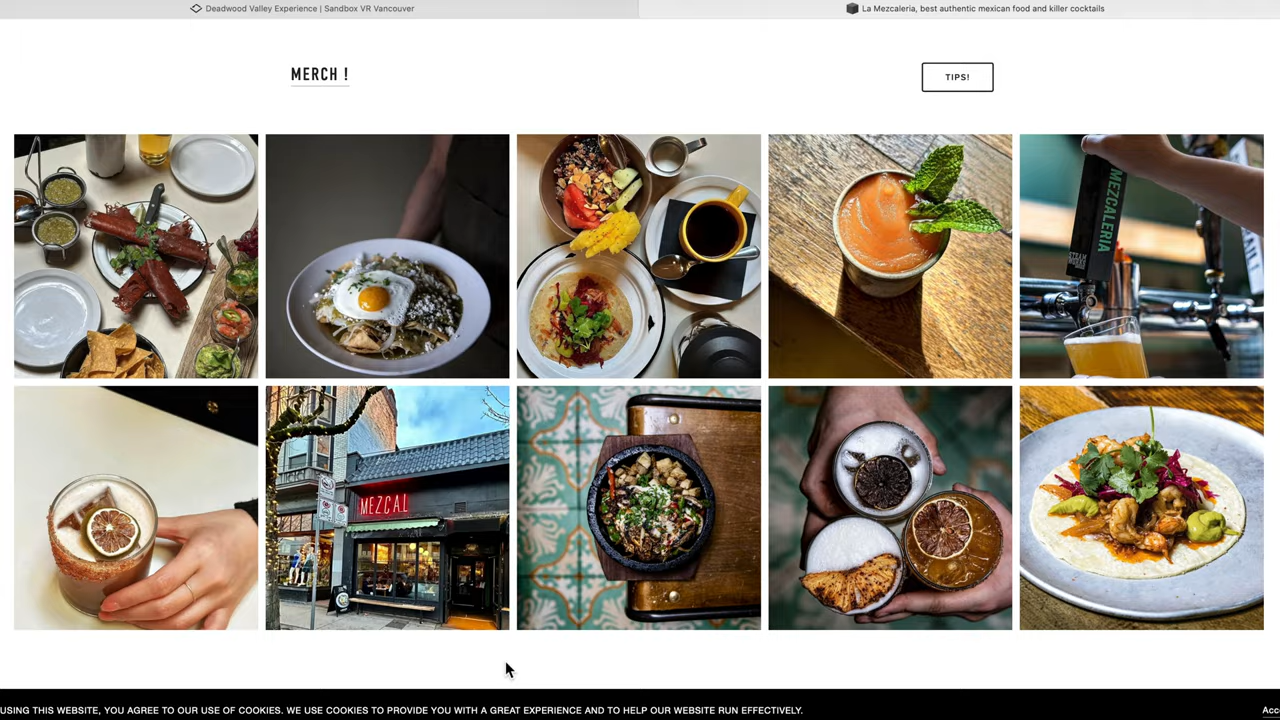 Deadwood Valley Experience | Sandbox VR Vancouver
La Mezcaleria, best authentic mexican food and killer cocktails
MERCH !
TIPS!
MEZCALERIA
MEZCAL
USING THIS WEBSITE, YOU AGREE TO OUR USE OF COOKIES. WE USE COOKIES TO PROVIDE YOU WITH A GREAT EXPERIENCE AND TO HELP OUR WEBSITE RUN EFFECTIVELY.
Acc